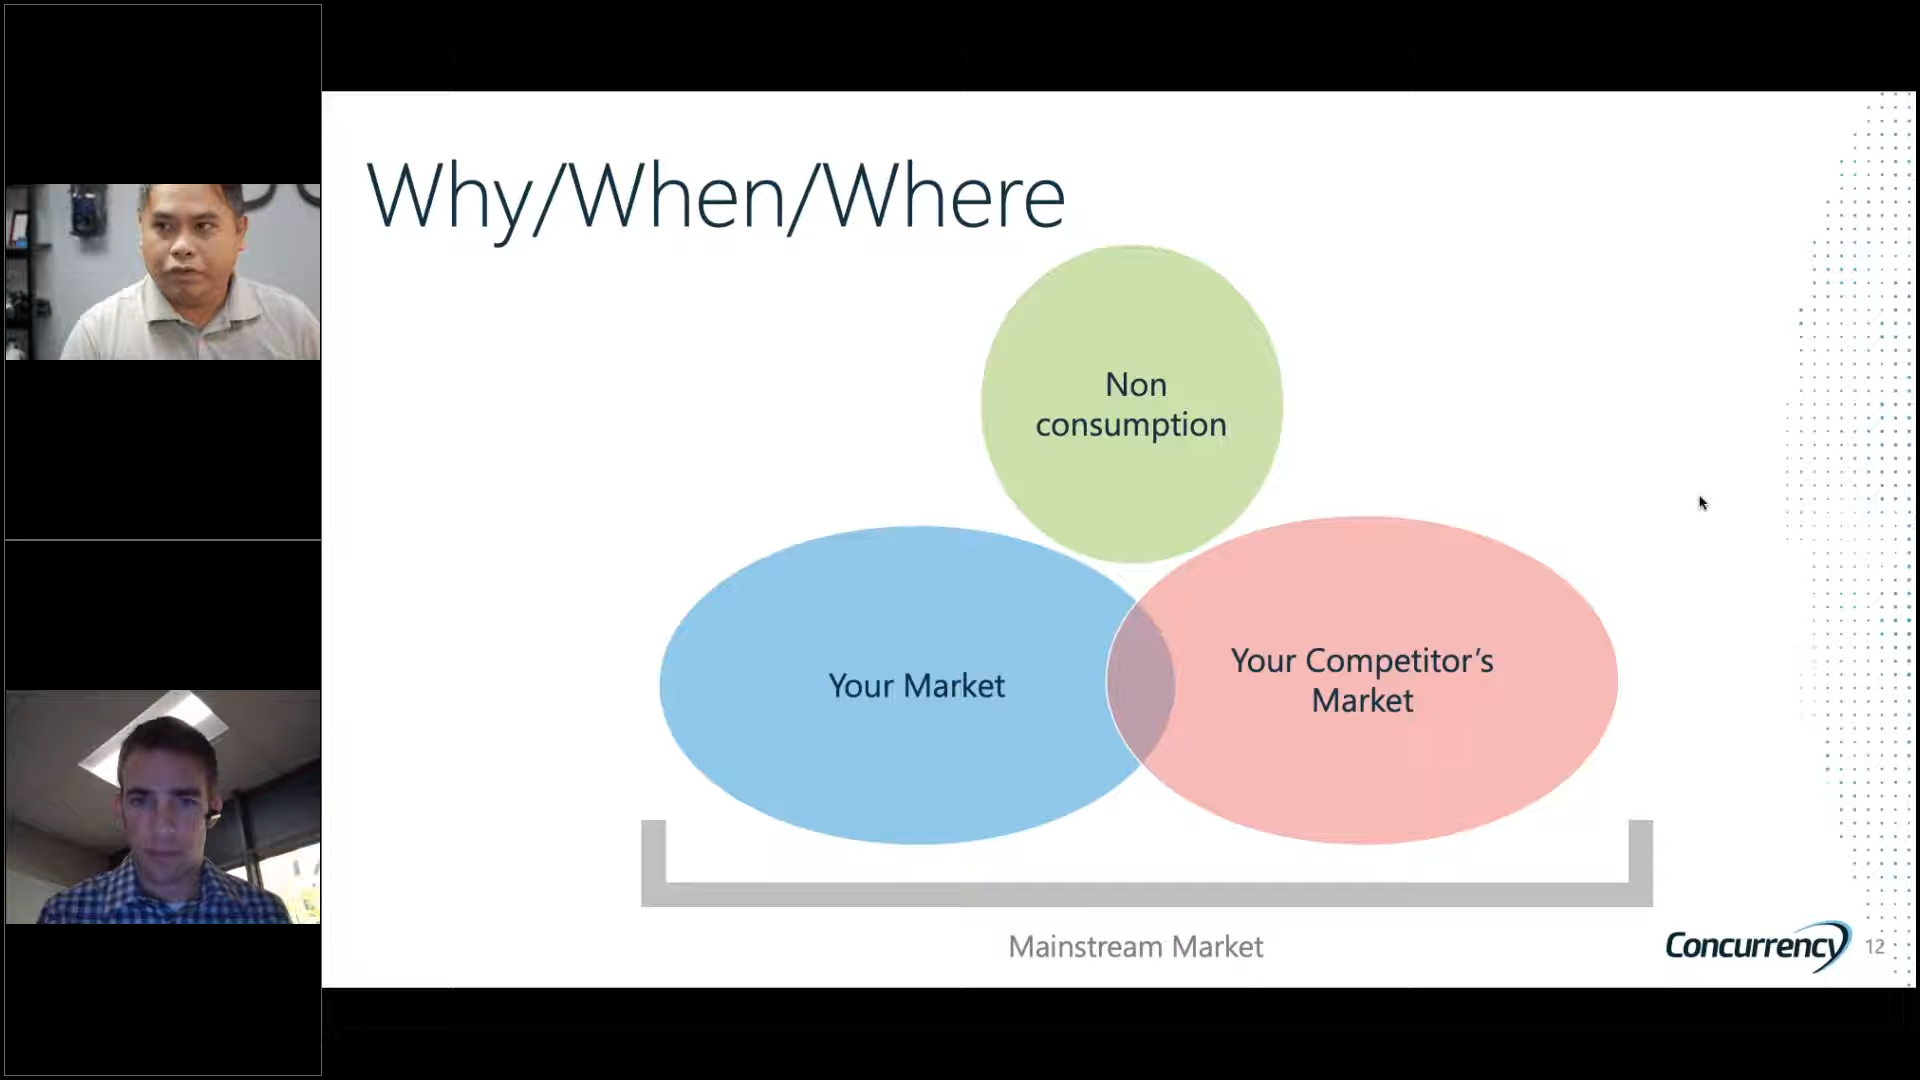 Why/When/Where
Non
consumption
Your Market
Your Competitor’s
Market
Mainstream Market
Concurrency
12